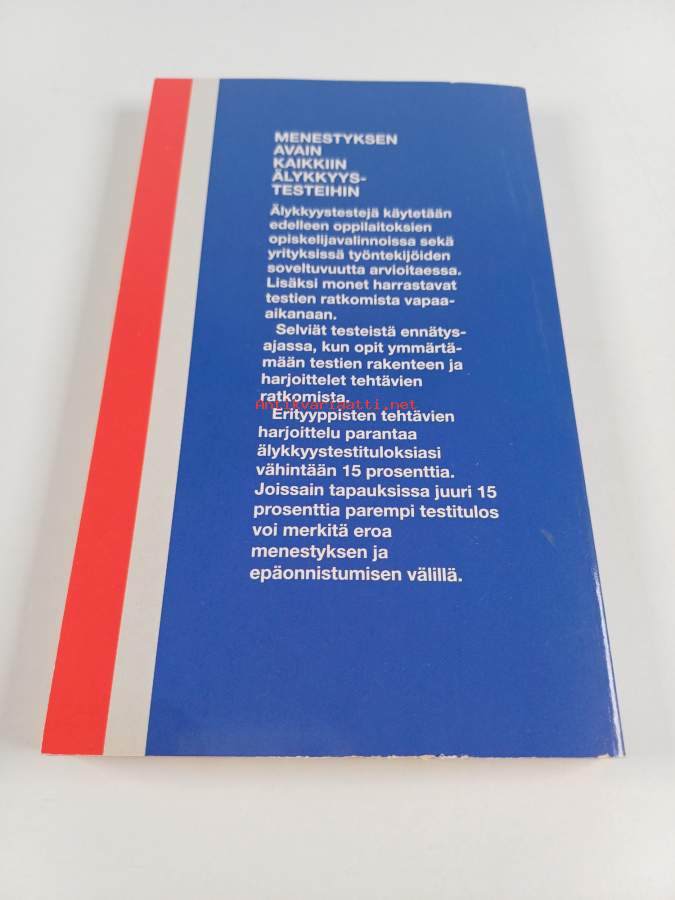 MENESTYKSEN
AVAIN
KAIKKIIN
ÄLYKKYYS-
TESTEIHIN
Älykkyystestejä käytetään
edelleen oppilaitoksien
opiskelijavalinnoissa sekä
yrityksissä työntekijöiden
soveltuvuutta arvioitaessa.
Lisäksi monet harrastavat
testien ratkomista vapaa-
aikanaan.
Selviät testeistä ennätys-
ajassa, kun opit ymmärtä-
mään testien rakenteen ja
harjoittelet tehtävien
ratkomista.
Antikvariaatti.net
Erityyppisten tehtävien
harjoittelu parantaa
älykkyystestituloksiasi
vähintään 15 prosenttia.
Joissain tapauksissa juuri 15
prosenttia parempi testitulos
voi merkitä eroa
menestyksen ja
epäonnistumisen välillä.